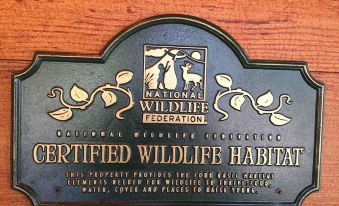 NATIONAL
WILDLIFE
FEDERATION.
NATIONAL WILDLIFE FEDERATION
CERTIFIED WILDLIFE HABITAT
THIS PROPERTY PROVIDES THE FOUR BASIC HABITAT
ELEMENTS NEEDED FOR WILDLIFE TO THRIVE: FOOD,
WATER, COVER AND PLACES TO RAISE YOUNG.